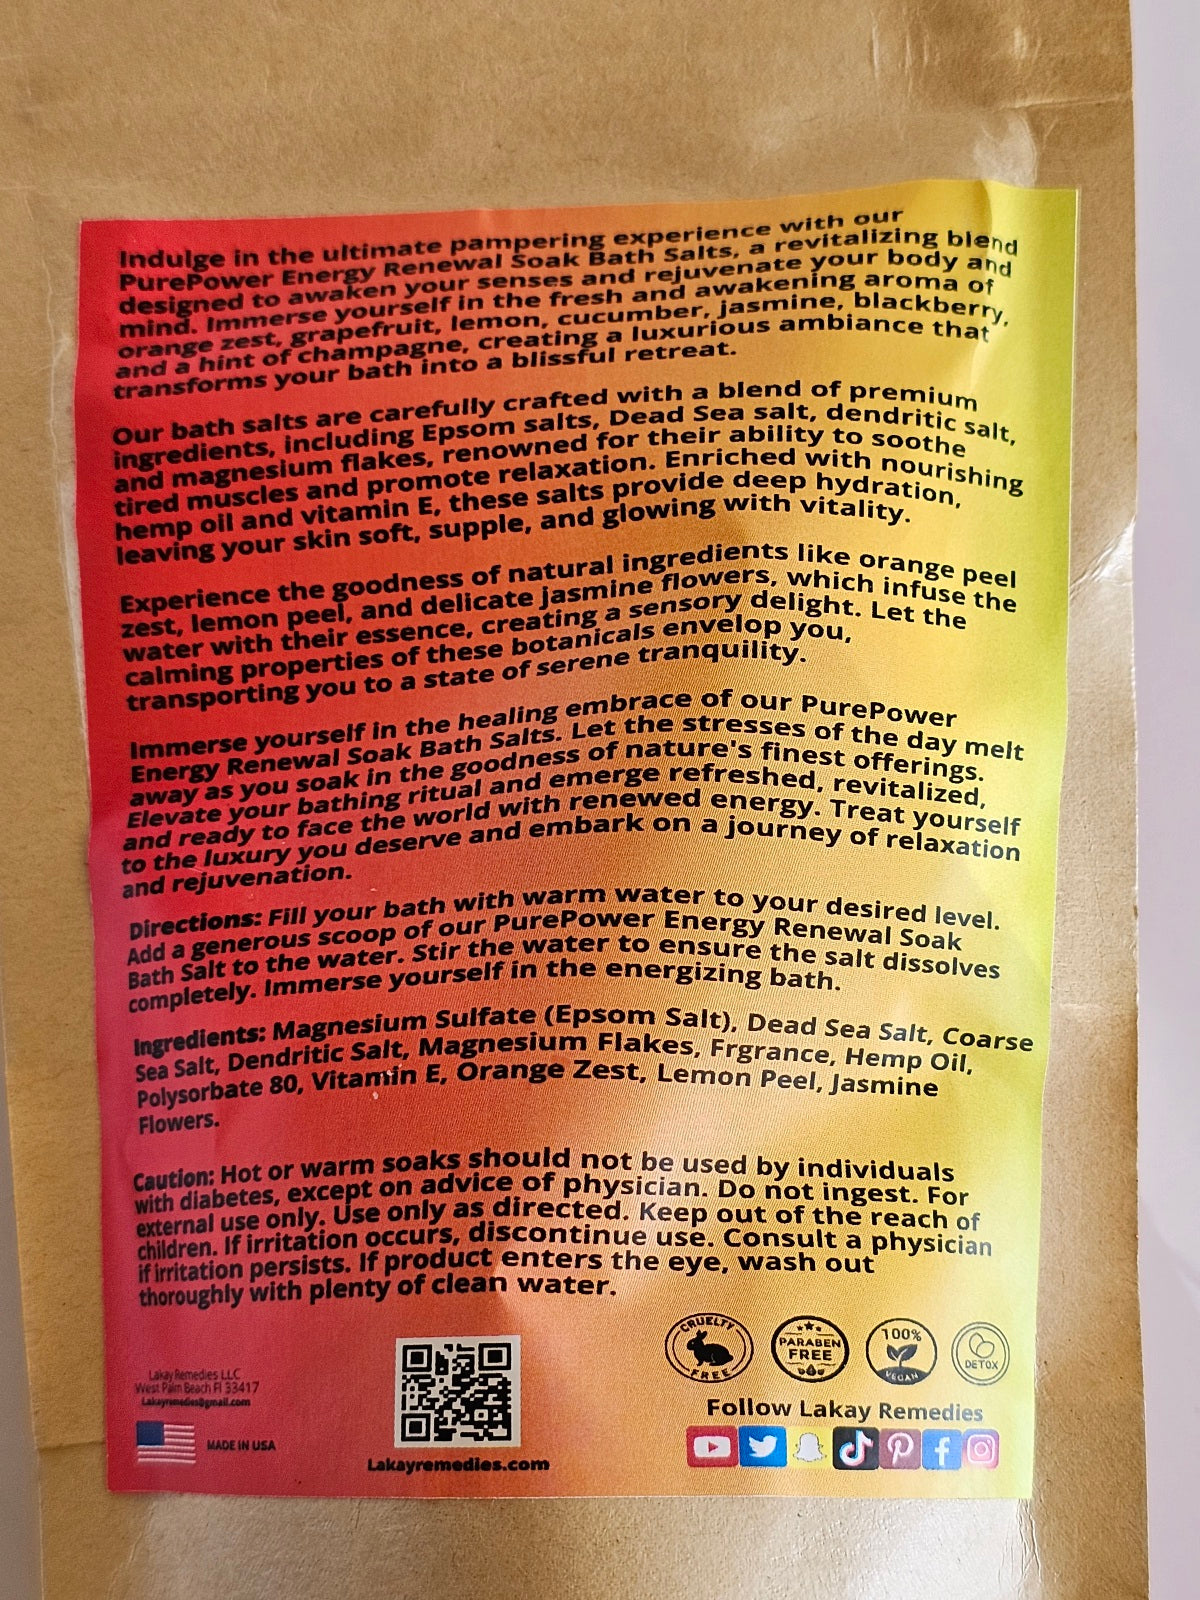 Indulge in the ultimate pampering experience with our
PurePower Energy Renewal Soak Bath Salts, a revitalizing blend
designed to awaken your senses and rejuvenate your body and
mind. Immerse yourself in the fresh and awakening aroma of
orange zest, grapefruit, lemon, cucumber, jasmine, blackberry,
and a hint of champagne, creating a luxurious ambiance that
transforms your bath into a blissful retreat.
Our bath salts are carefully crafted with a blend of premium
ingredients, including Epsom salts, Dead Sea salt, dendritic salt,
and magnesium flakes, renowned for their ability to soothe
tired muscles and promote relaxation. Enriched with nourishing
hemp oil and vitamin E, these salts provide deep hydration,
leaving your skin soft, supple, and glowing with vitality.
Experience the goodness of natural ingredients like orange peel
zest, lemon peel, and delicate jasmine flowers, which infuse the
water with their essence, creating a sensory delight. Let the
calming properties of these botanicals envelop you,
transporting you to a state of serene tranquility.
Immerse yourself in the healing embrace of our PurePower
Energy Renewal Soak Bath Salts. Let the stresses of the day melt
away as you soak in the goodness of nature's finest offerings.
Elevate your bathing ritual and emerge refreshed, revitalized,
and ready to face the world with renewed energy. Treat yourself
to the luxury you deserve and embark on a journey of relaxation
and rejuvenation.
Directions: Fill your bath with warm water to your desired level.
Add a generous scoop of our PurePower Energy Renewal Soak
Bath Salt to the water. Stir the water to ensure the salt dissolves
completely. Immerse yourself in the energizing bath.
Ingredients: Magnesium Sulfate (Epsom Salt), Dead Sea Salt, Coarse
Sea Salt, Dendritic Salt, Magnesium Flakes, Frgrance, Hemp Oil,
Polysorbate 80, Vitamin E, Orange Zest, Lemon Peel, Jasmine
Flowers.
Caution: Hot or warm soaks should not be used by individuals
with diabetes, except on advice of physician. Do not ingest. For
external use only. Use only as directed. Keep out of the reach of
children. If irritation occurs, discontinue use. Consult a physician
if irritation persists. If product enters the eye, wash out
thoroughly with plenty of clean water.
CRUELTY
FREE
PARABEN
FREE
100%
VEGAN
DETOX
Lakay Remedies LLC
West Palm Beach Fl 33417
Lakayremedies@gmail.com
MADE IN USA
Lakayremedies.com
Follow Lakay Remedies